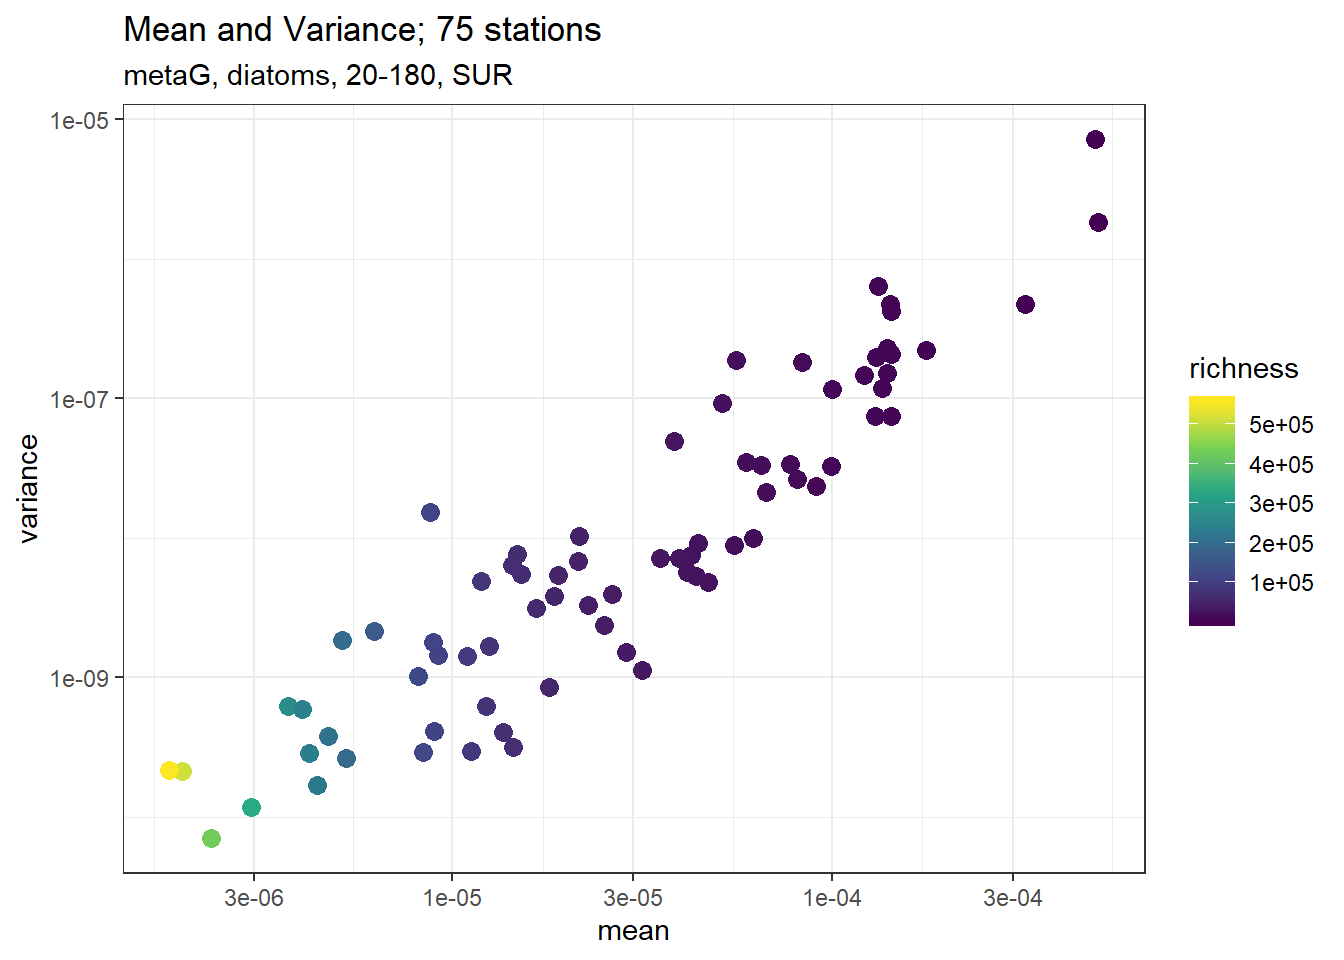 Mean and Variance; 75 stations
metaG, diatoms, 20-180, SUR
1e-05
1e-07
1e-09
variance
3e-06 1e-05 3e-05 1e-04 3e-04
mean
richness
5e+05
4e+05
3e+05
2e+05
1e+05